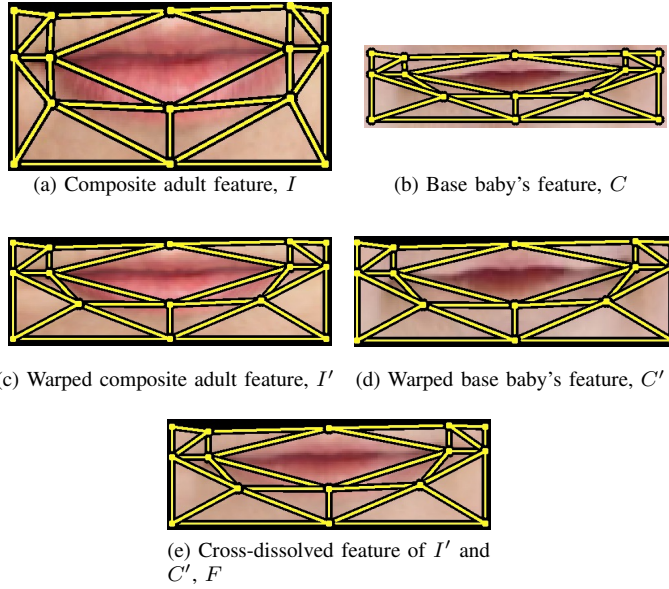 (a) Composite adult feature, I
(b) Base baby's feature, C
c) Warped composite adult feature, I′
(d) Warped base baby's feature, C′
(e) Cross-dissolved feature of I′ and
C′, F